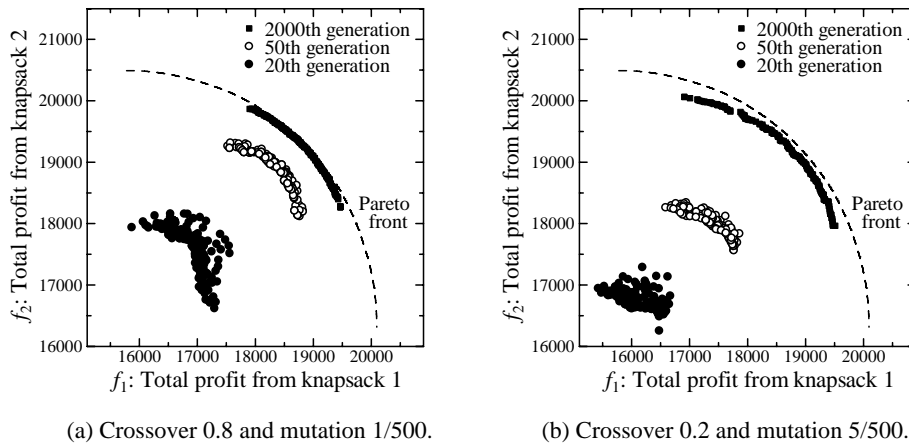 21000
20000
19000
18000
17000
16000
f2: Total profit from knapsack 2
2000th generation
50th generation
20th generation
Pareto
front
16000 17000 18000 19000 20000
f1: Total profit from knapsack 1
(a) Crossover 0.8 and mutation 1/500.
21000
20000
19000
18000
17000
16000
f2: Total profit from knapsack 2
2000th generation
50th generation
20th generation
Pareto
front
16000 17000 18000 19000 20000
f1: Total profit from knapsack 1
(b) Crossover 0.2 and mutation 5/500.